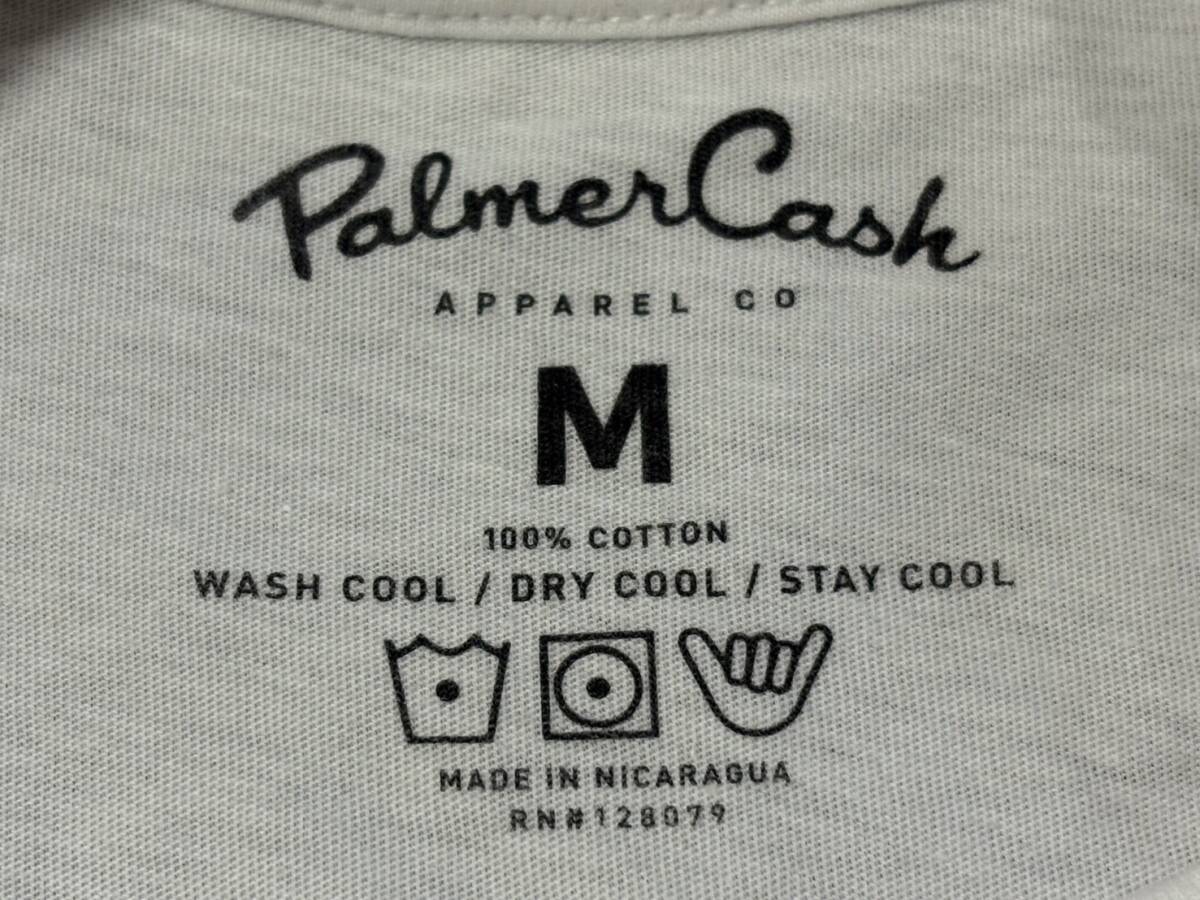 PalmerCash
APPAREL CO
M
100% COTTON
WASH COOL / DRY COOL / STAY COOL
MADE IN NICARAGUA
RN#128079